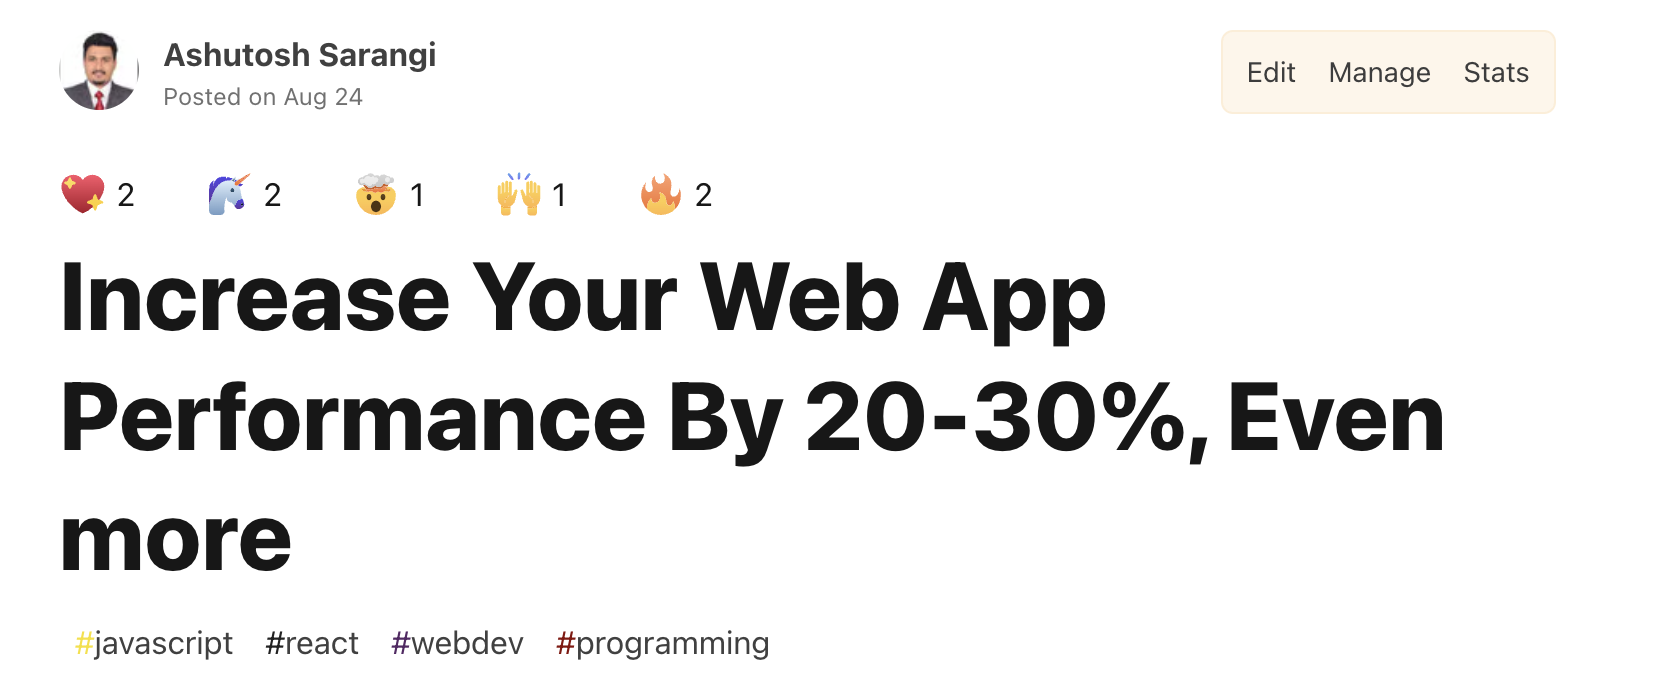 Ashutosh Sarangi
Posted on Aug 24
Edit Manage Stats
2 2 1 1 2
Increase Your Web App
Performance By 20-30%, Even
more
#javascript #react #webdev #programming